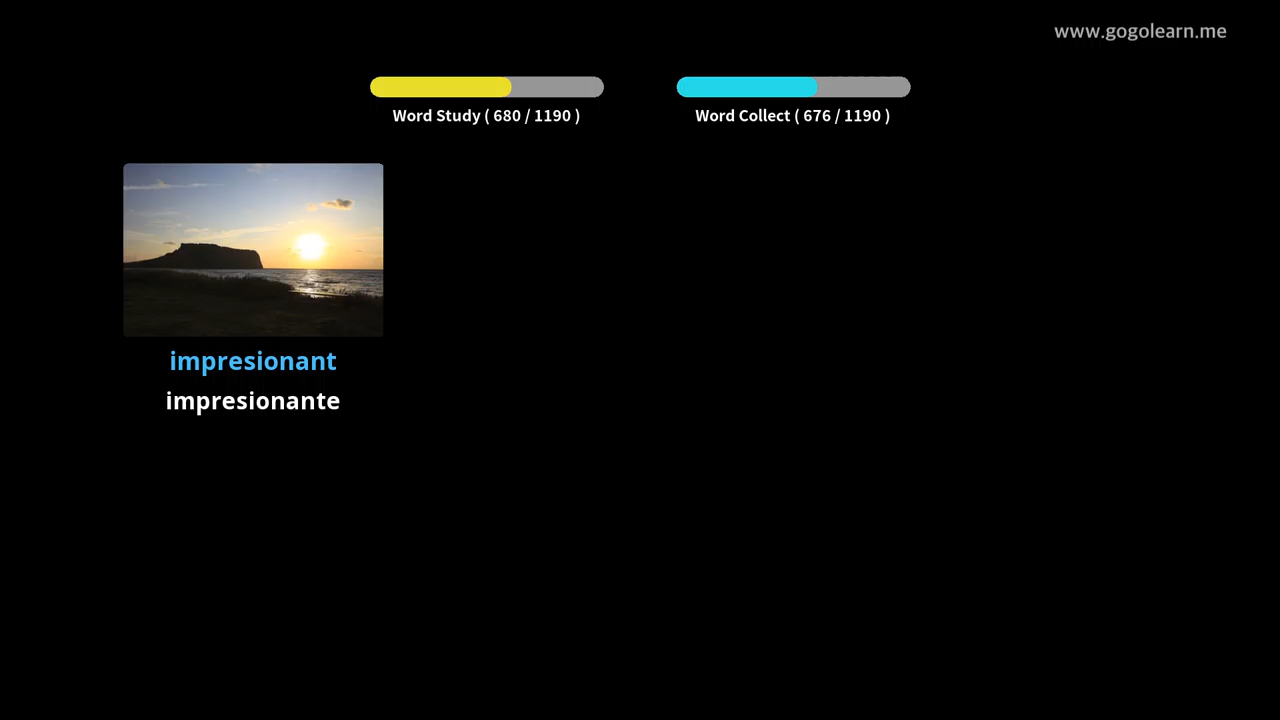 www.gogolearn.me
Word Study ( 680 / 1190 )
Word Collect ( 676 / 1190 )
impresionant
impresionante